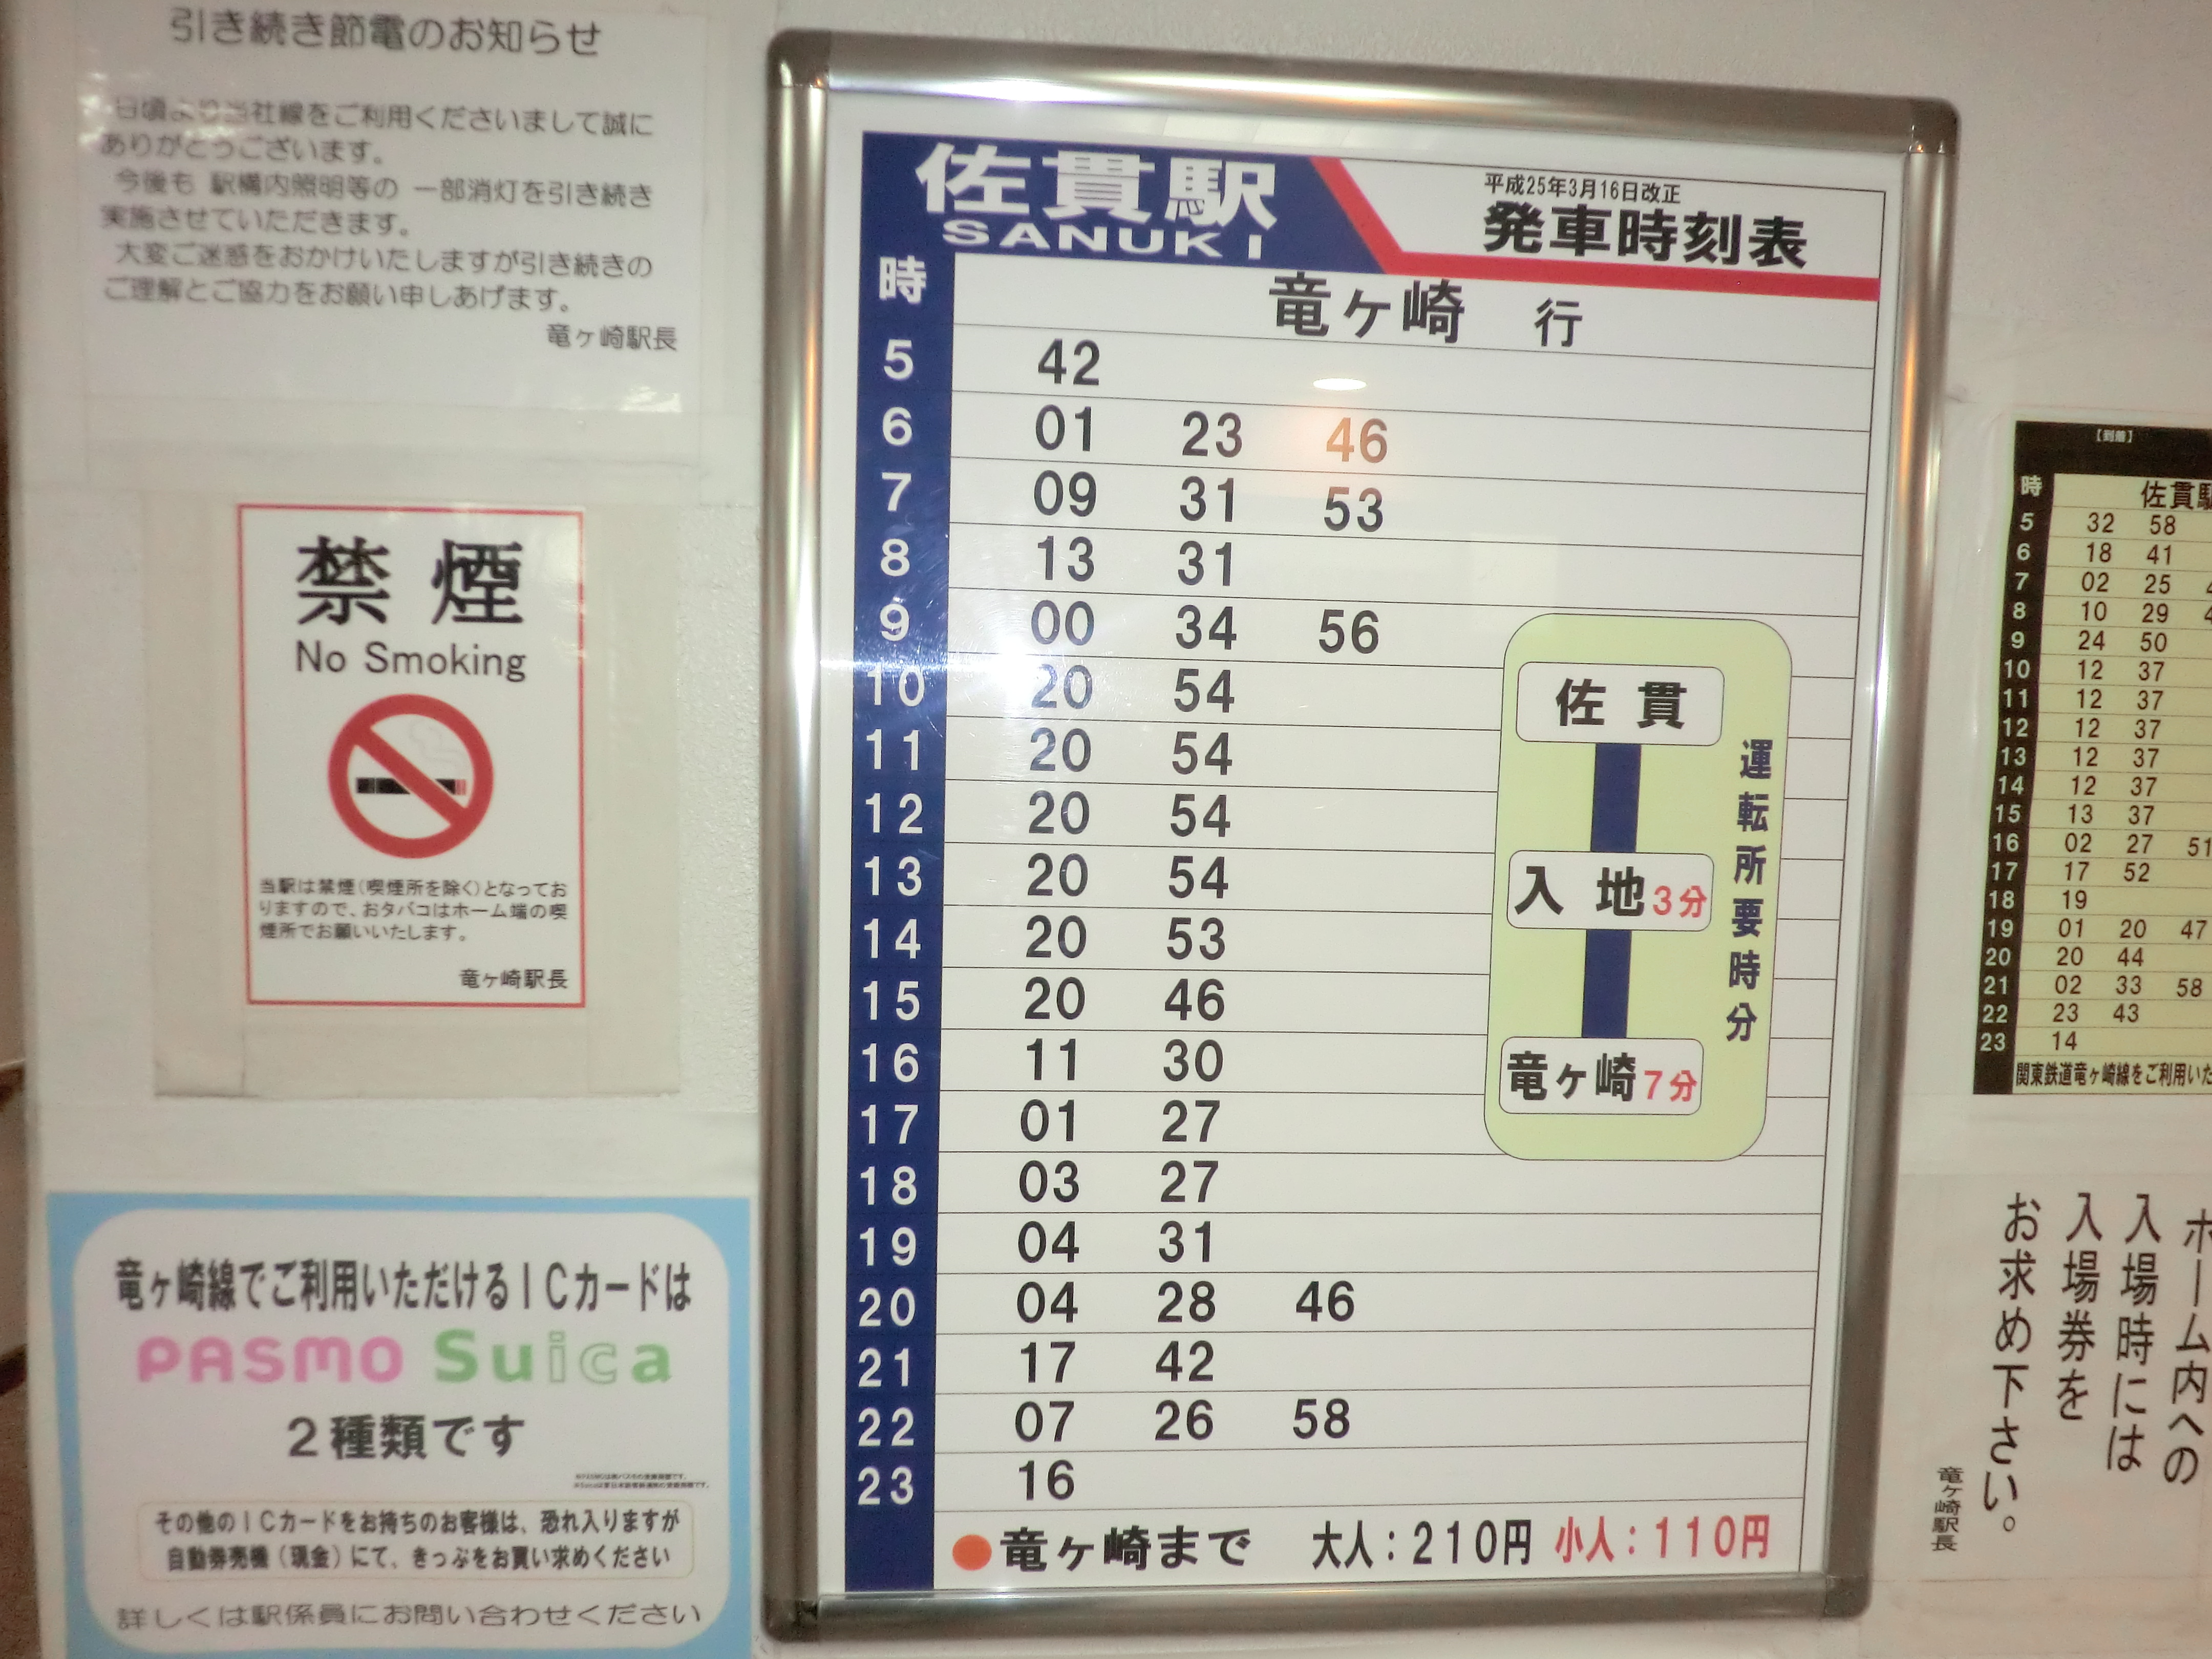 引き続き節電のお知らせ
日頃より当社線をご利用くださいまして誠に
ありがとうございます。
今後も 駅構内照明等の 一部消灯を引き続き
実施させていただきます。
大変ご迷惑をおかけいたしますが引き続きの
ご理解とご協力をお願い申しあげます。
竜ヶ崎駅長
禁煙
No Smoking
当駅は禁煙(喫煙所を除く)となってお
りますので、おタバコはホーム端の喫
煙所でお願いいたします。
竜ヶ崎駅長
竜ヶ崎線でご利用いただけるICカードは
PASMO Suica
2種類です
その他のICカードをお持ちのお客様は、恐れ入りますが
自動券売機(現金)にて、きっぷをお買い求めください
詳しくは駅係員にお問い合わせください
佐貫駅
SANUKI
平成25年3月16日改正
発車時刻表
時 竜ヶ崎 行
5 42
6 01 23 46
7 09 31 53
8 13 31
9 00 34 56
10 20 54
11 20 54
12 20 54
13 20 54
14 20 53
15 20 46
16 11 30
17 01 27
18 03 27
19 04 31
20 04 28 46
21 17 42
22 07 26 58
23 16
佐貫
入地3分
竜ヶ崎7分
運転所要時分
●竜ヶ崎まで 大人:210円 小人:110円
【到着】
時 佐貫駅
5 32 58
6 18 41
7 02 25
8 10 29
9 24 50
10 12 37
11 12 37
12 12 37
13 12 37
14 12 37
15 13 37
16 02 27 51
17 17 52
18 19
19 01 20 47
20 20 44
21 02 33 58
22 23 43
23 14
関東鉄道竜ヶ崎線をご利用いた
ホーム内への
入場時には
入場券を
お求め下さい。
竜ヶ崎駅長